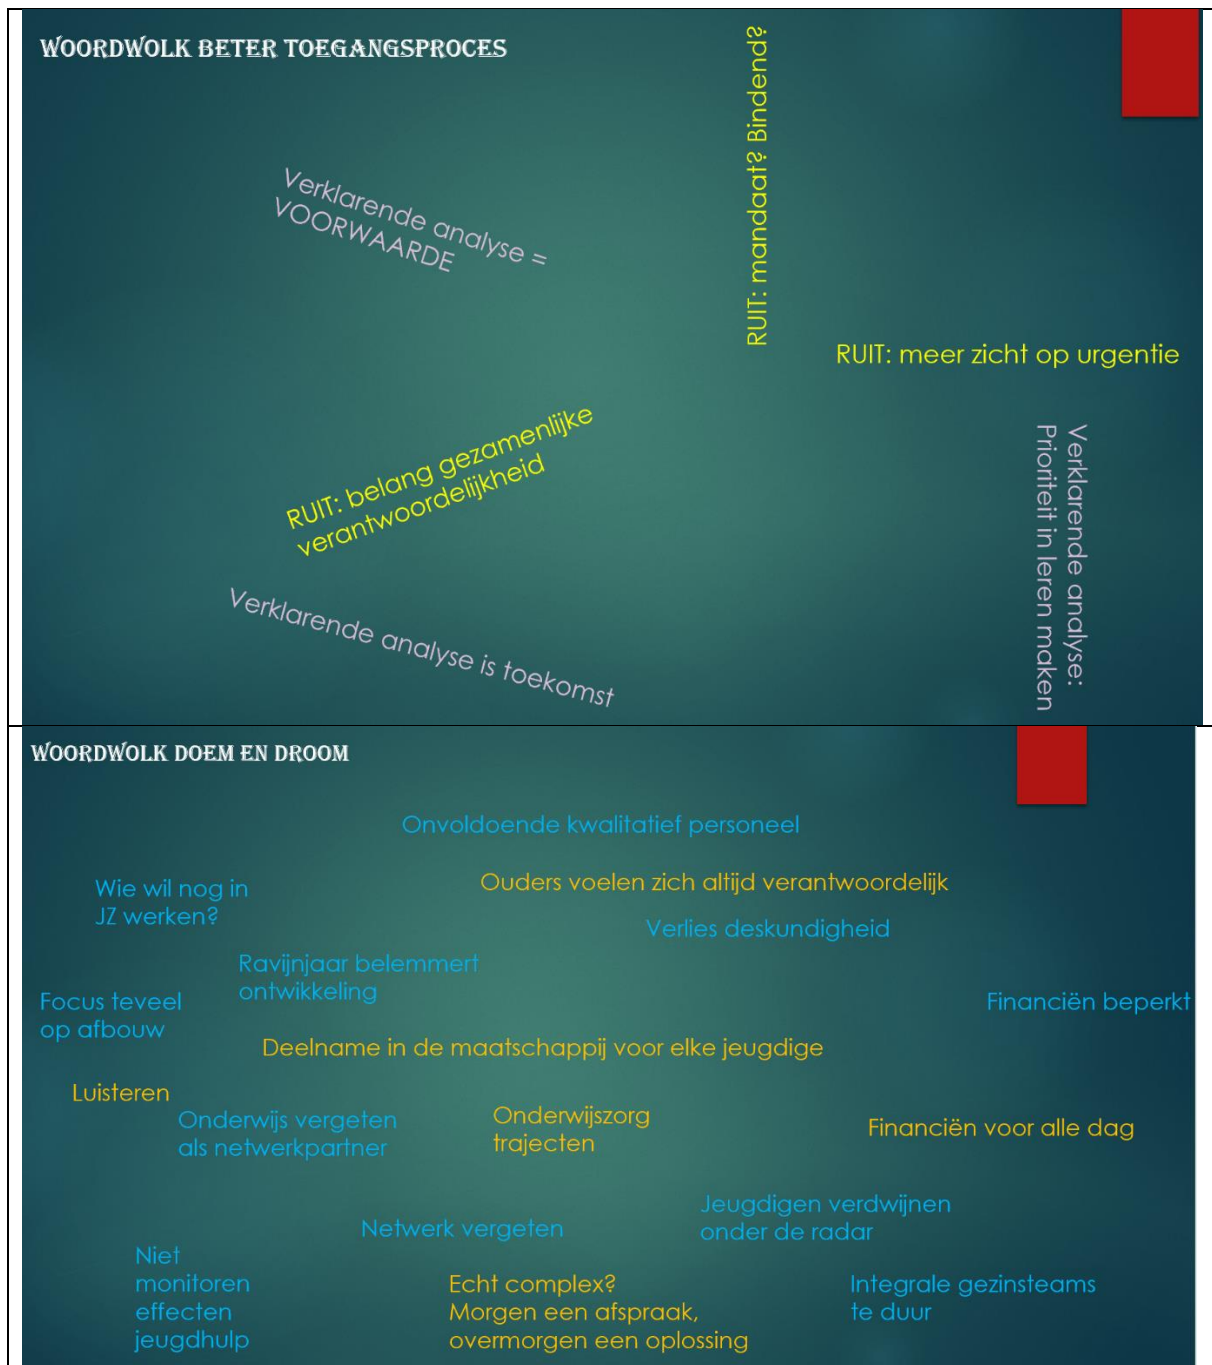 WOORDWOLK BETER TOEGANGSPROCES
RUIT: mandaat? Bindend?
Verklarende analyse =
VOORWAARDE
RUIT: meer zicht op urgentie
RUIT: belang gezamenlijke
verantwoordelijkheid
Verklarende analyse:
Prioriteit in leren maken
Verklarende analyse is toekomst
WOORDWOLK DOEM EN DROOM
Onvoldoende kwalitatief personeel
Wie wil nog in
JZ werken?
Ouders voelen zich altijd verantwoordelijk
Verlies deskundigheid
Ravijnjaar belemmert
ontwikkeling
Focus teveel
op afbouw
Financiën beperkt
Deelname in de maatschappij voor elke jeugdige
Luisteren
Onderwijs vergeten
als netwerkpartner
Onderwijszorg
trajecten
Financiën voor alle dag
Jeugdigen verdwijnen
onder de radar
Netwerk vergeten
Niet
monitoren
effecten
jeugdhulp
Echt complex?
Morgen een afspraak,
overmorgen een oplossing
Integrale gezinsteams
te duur